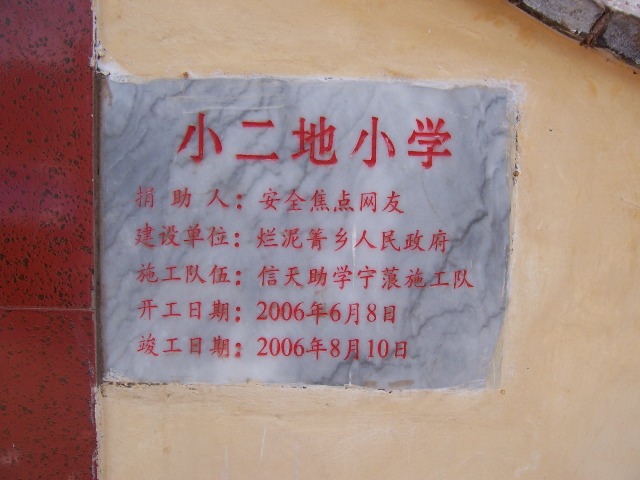 小二地小学
捐助人：安全焦点网友
建设单位：烂泥箐乡人民政府
施工队伍：信天助学宁蒗施工队
开工日期：2006年6月8日
竣工日期：2006年8月10日